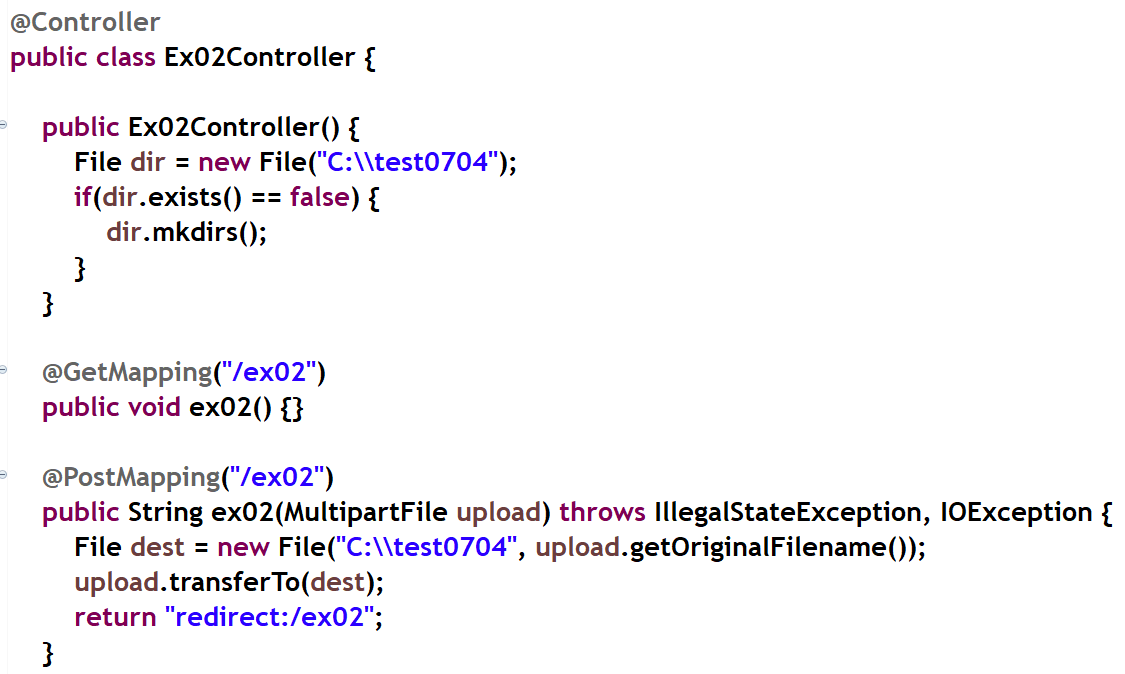 @Controller
public class Ex02Controller {
public Ex02Controller() {
File dir = new File("C:\\test0704");
if(dir.exists() == false) {
dir.mkdirs();
}
}
@GetMapping("/ex02")
public void ex02() {}
@PostMapping("/ex02")
public String ex02(MultipartFile upload) throws IllegalStateException, IOException {
File dest = new File("C:\\test0704", upload.getOriginalFilename());
upload.transferTo(dest);
return "redirect:/ex02";
}